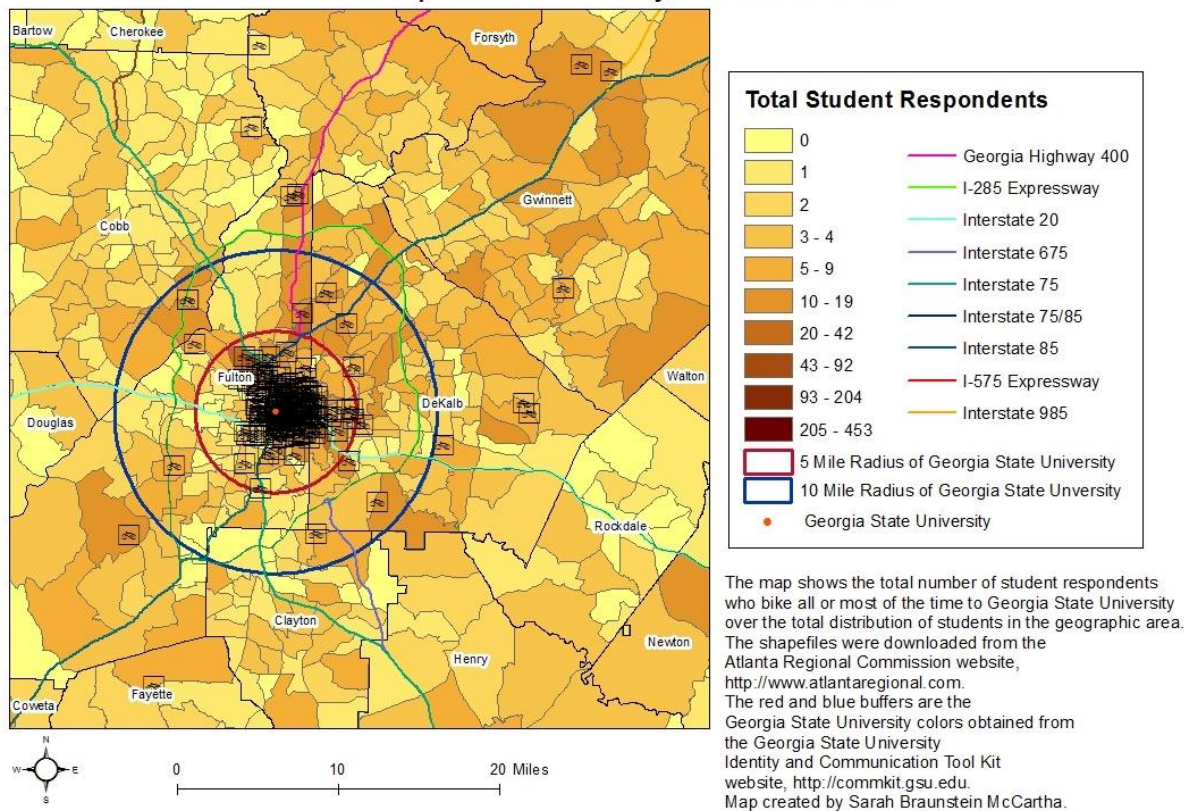 Bartow
Cherokee
Forsyth
Cobb
Gwinnett
Fulton
DeKalb
Walton
Douglas
Rockdale
Clayton
Henry
Newton
Fayette
Coweta
N
W
E
S
0 10 20 Miles
Total Student Respondents
0
1
2
3 - 4
5 - 9
10 - 19
20 - 42
43 - 92
93 - 204
205 - 453
Georgia Highway 400
I-285 Expressway
Interstate 20
Interstate 675
Interstate 75
Interstate 75/85
Interstate 85
I-575 Expressway
Interstate 985
5 Mile Radius of Georgia State University
10 Mile Radius of Georgia State Unversity
Georgia State University
The map shows the total number of student respondents
who bike all or most of the time to Georgia State University
over the total distribution of students in the geographic area.
The shapefiles were downloaded from the
Atlanta Regional Commission website,
http://www.atlantaregional.com.
The red and blue buffers are the
Georgia State University colors obtained from
the Georgia State University
Identity and Communication Tool Kit
website, http://commkit.gsu.edu.
Map created by Sarah Braunstein McCartha.